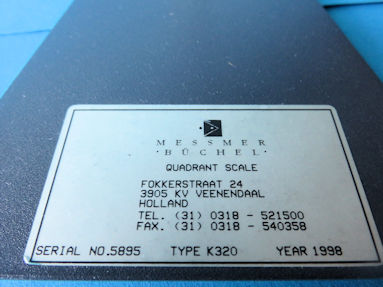 MESSMER
·BÜCHEL·
QUADRANT SCALE
FOKKERSTRAAT 24
3905 KV VEENENDAAL
HOLLAND
TEL. (31) 0318 - 521500
FAX. (31) 0318 - 540358
SERIAL NO.5895 TYPE K320 YEAR 1998